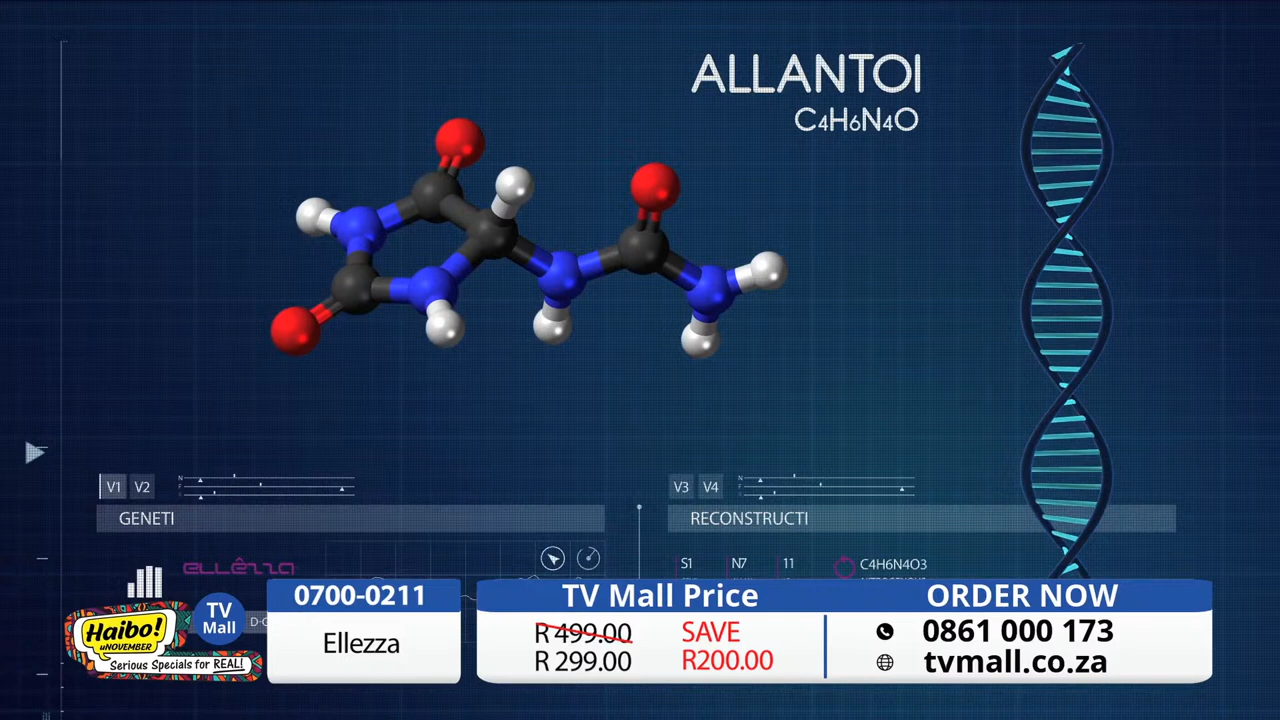 ALLANTOI
C4H6N4O
V1 V2
N
F
V3 V4
GENETI
RECONSTRUCTI
ellêzza
S1 N7 11 C4H6N4O3
Haibo!
uNOVEMBER
Serious Specials for REAL!
TV
Mall
0700-0211
Ellezza
TV Mall Price
R 499.00 SAVE
R 299.00 R200.00
ORDER NOW
0861 000 173
tvmall.co.za